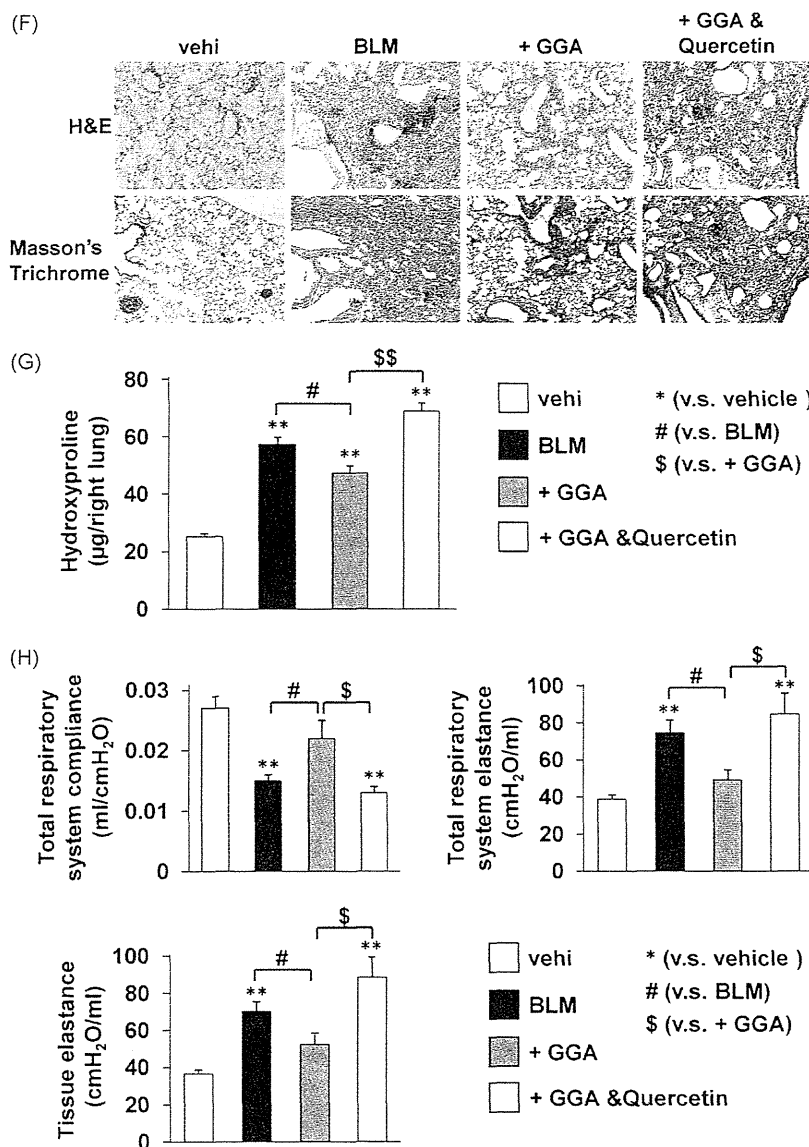 (F)
vehi BLM + GGA + GGA & Quercetin
H&E
Masson's Trichrome
(G)
Hydroxyproline (µg/right lung)
80
60
40
20
0
** ** **
# $$
vehi
BLM
+ GGA
+ GGA &Quercetin
* (v.s. vehicle )
# (v.s. BLM)
$ (v.s. + GGA)
(H)
Total respiratory system compliance (ml/cmH₂O)
0.03
0.02
0.01
0
** **
# $
Total respiratory system elastance (cmH₂O/ml)
100
80
60
40
20
0
** **
# $
Tissue elastance (cmH₂O/ml)
100
80
60
40
20
0
** **
# $
vehi
BLM
+ GGA
+ GGA &Quercetin
* (v.s. vehicle )
# (v.s. BLM)
$ (v.s. + GGA)